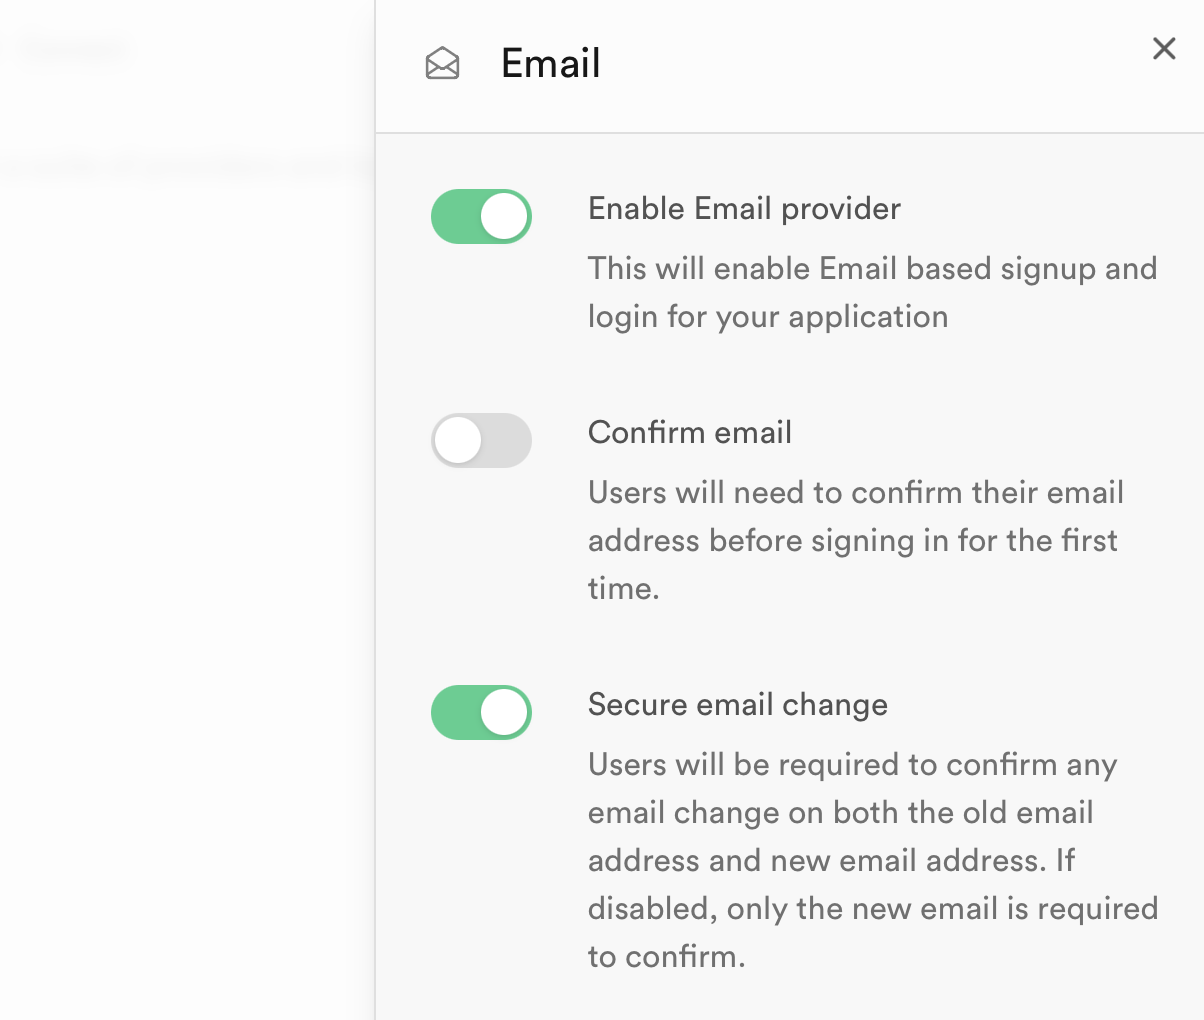 Email
Enable Email provider
This will enable Email based signup and
login for your application
Confirm email
Users will need to confirm their email
address before signing in for the first
time.
Secure email change
Users will be required to confirm any
email change on both the old email
address and new email address. If
disabled, only the new email is required
to confirm.